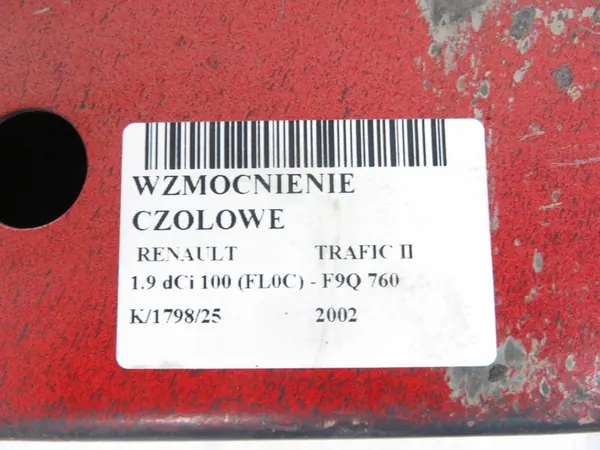 WZMOCNIENIE
CZOLOWE
RENAULT TRAFIC II
1.9 dCi 100 (FL0C) - F9Q 760
K/1798/25 2002